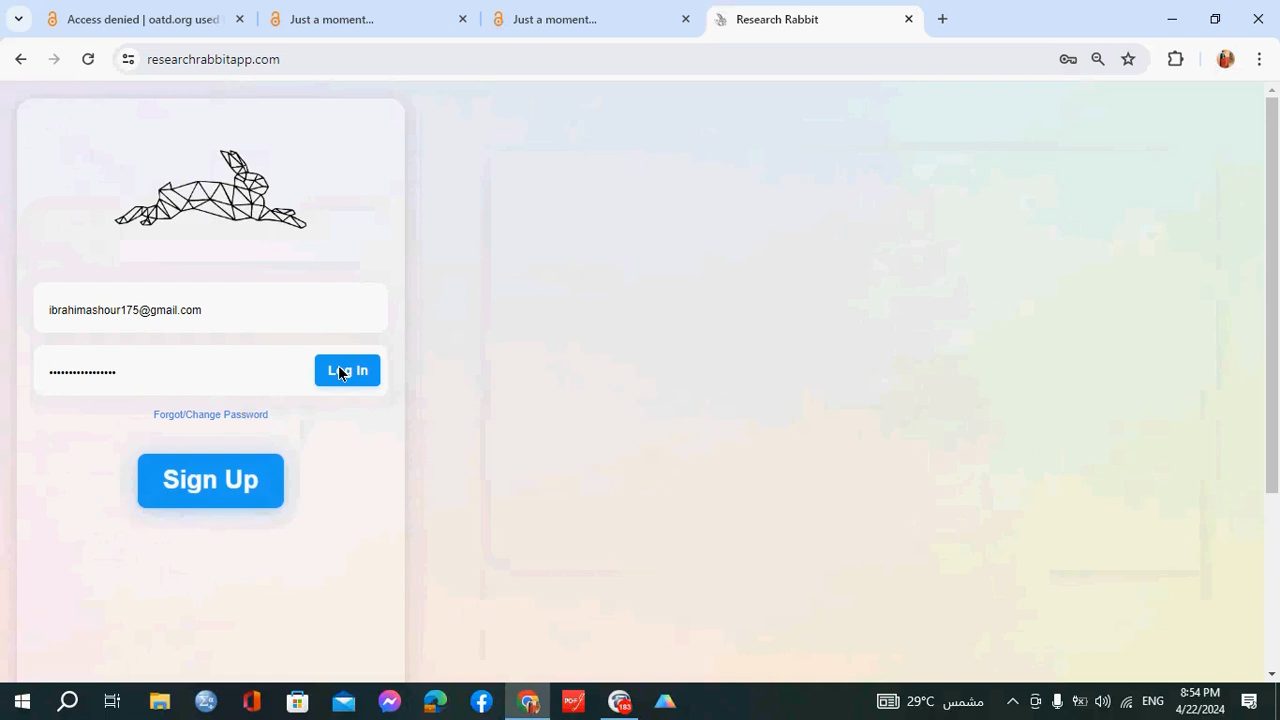 Access denied | oatd.org used
Just a moment...
Just a moment...
Research Rabbit
researchrabbitapp.com
ibrahimashour175@gmail.com
Log In
Forgot/Change Password
Sign Up
183
29°C مشمس
ENG
8:54 PM
4/22/2024